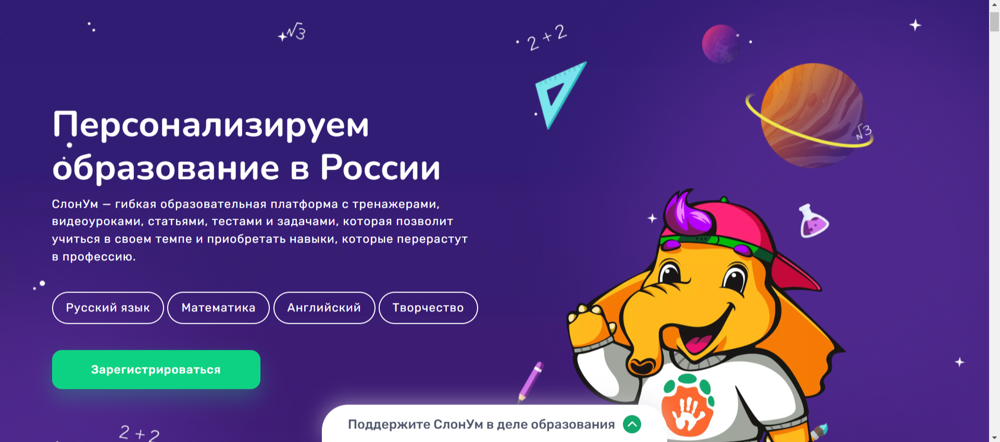 √3
2 + 2
√3
Персонализируем
образование в России
СлонУм — гибкая образовательная платформа с тренажерами,
видеоуроками, статьями, тестами и задачами, которая позволит
учиться в своем темпе и приобретать навыки, которые перерастут
в профессию.
Русский язык
Математика
Английский
Творчество
Зарегистрироваться
Поддержите СлонУм в деле образования
2 + 2